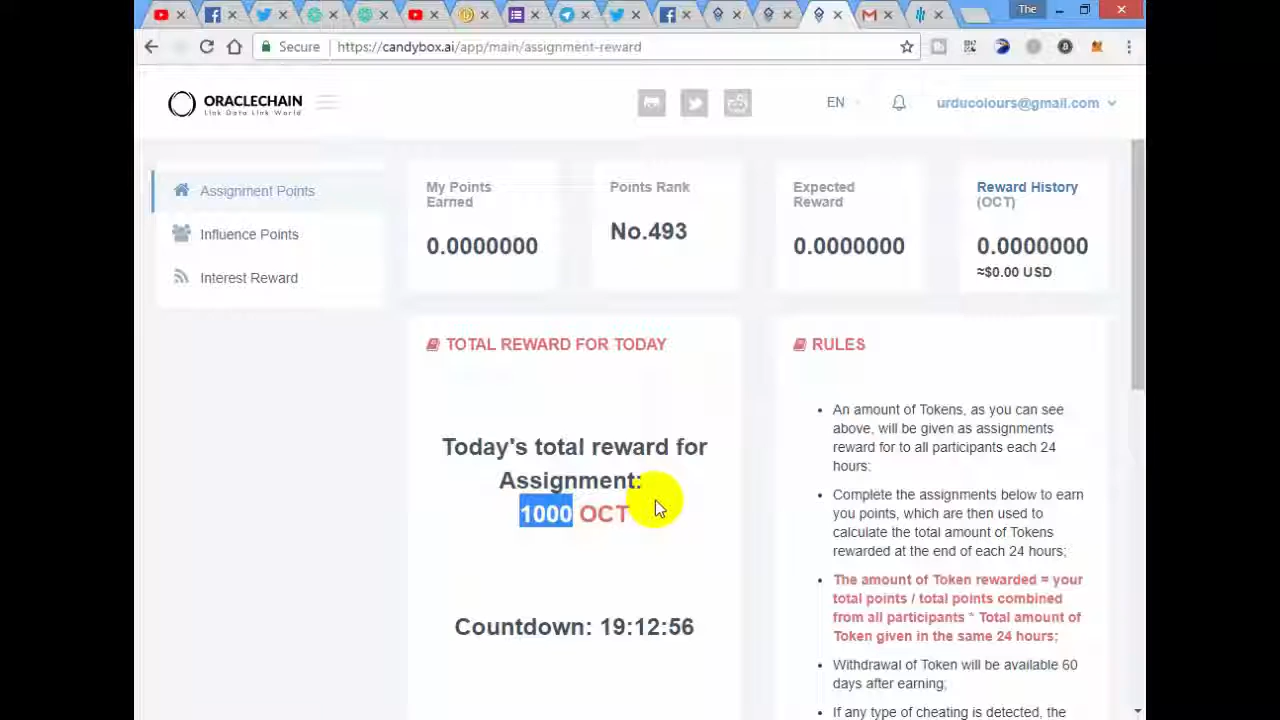 The
Secure
https://candybox.ai/app/main/assignment-reward
ORACLECHAIN
Link Data Link World
EN
urducolours@gmail.com
Assignment Points
Influence Points
Interest Reward
My Points
Earned
0.0000000
Points Rank
No.493
Expected
Reward
0.0000000
Reward History
(OCT)
0.0000000
≈$0.00 USD
TOTAL REWARD FOR TODAY
Today's total reward for
Assignment:
1000 OCT
Countdown: 19:12:56
RULES
• An amount of Tokens, as you can see
above, will be given as assignments
reward for to all participants each 24
hours;
• Complete the assignments below to earn
you points, which are then used to
calculate the total amount of Tokens
rewarded at the end of each 24 hours;
• The amount of Token rewarded = your
total points / total points combined
from all participants * Total amount of
Token given in the same 24 hours;
• Withdrawal of Token will be available 60
days after earning;
• If any type of cheating is detected, the